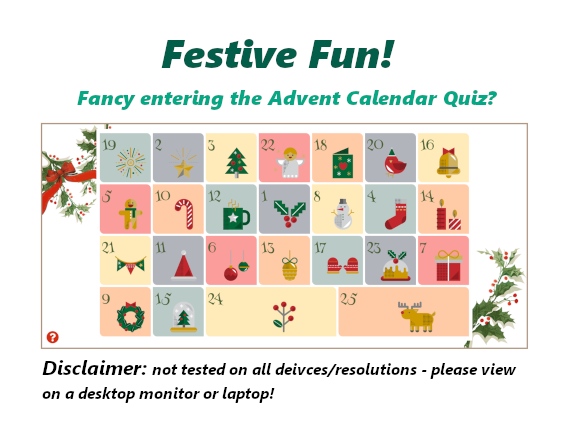 Festive Fun!
Fancy entering the Advent Calendar Quiz?
19 2 3 22 18 20 16
5 10 12 1 8 4 14
21 11 6 13 17 23 7
9 15 24 25
?
Disclaimer: not tested on all deivces/resolutions - please view
on a desktop monitor or laptop!